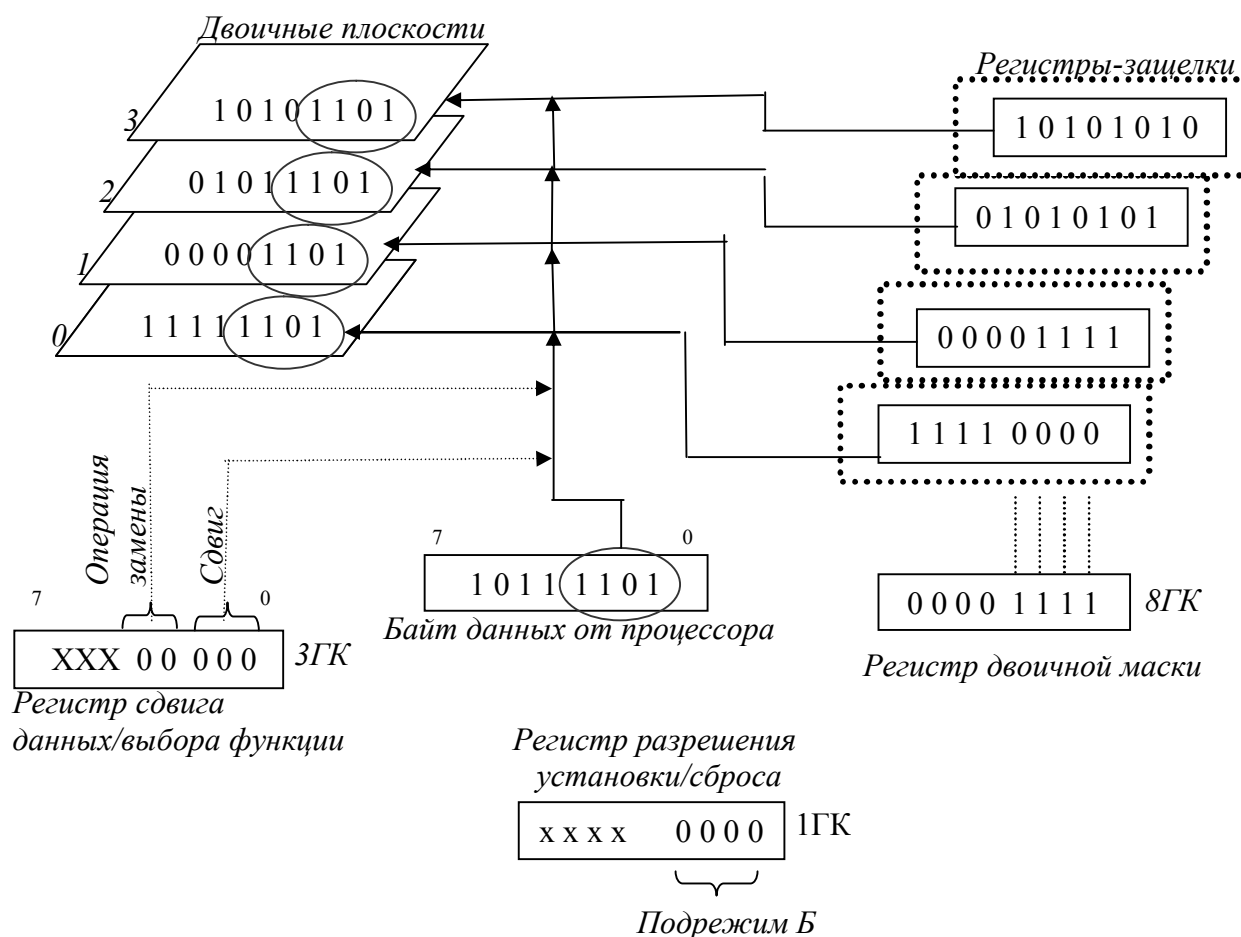 Двоичные плоскости
Регистры-защелки
3
1 0 1 0 1 1 0 1
1 0 1 0 1 0 1 0
2
0 1 0 1 1 1 0 1
0 1 0 1 0 1 0 1
1
0 0 0 0 1 1 0 1
0 0 0 0 1 1 1 1
0
1 1 1 1 1 1 0 1
1 1 1 1 0 0 0 0
Операция
замены
Сдвиг
7 0
X X X 0 0 0 0 0
3ГК
Регистр сдвига
данных/выбора функции
7 0
1 0 1 1 1 1 0 1
Байт данных от процессора
0 0 0 0 1 1 1 1
8ГК
Регистр двоичной маски
Регистр разрешения
установки/сброса
x x x x 0 0 0 0
1ГК
Подрежим Б